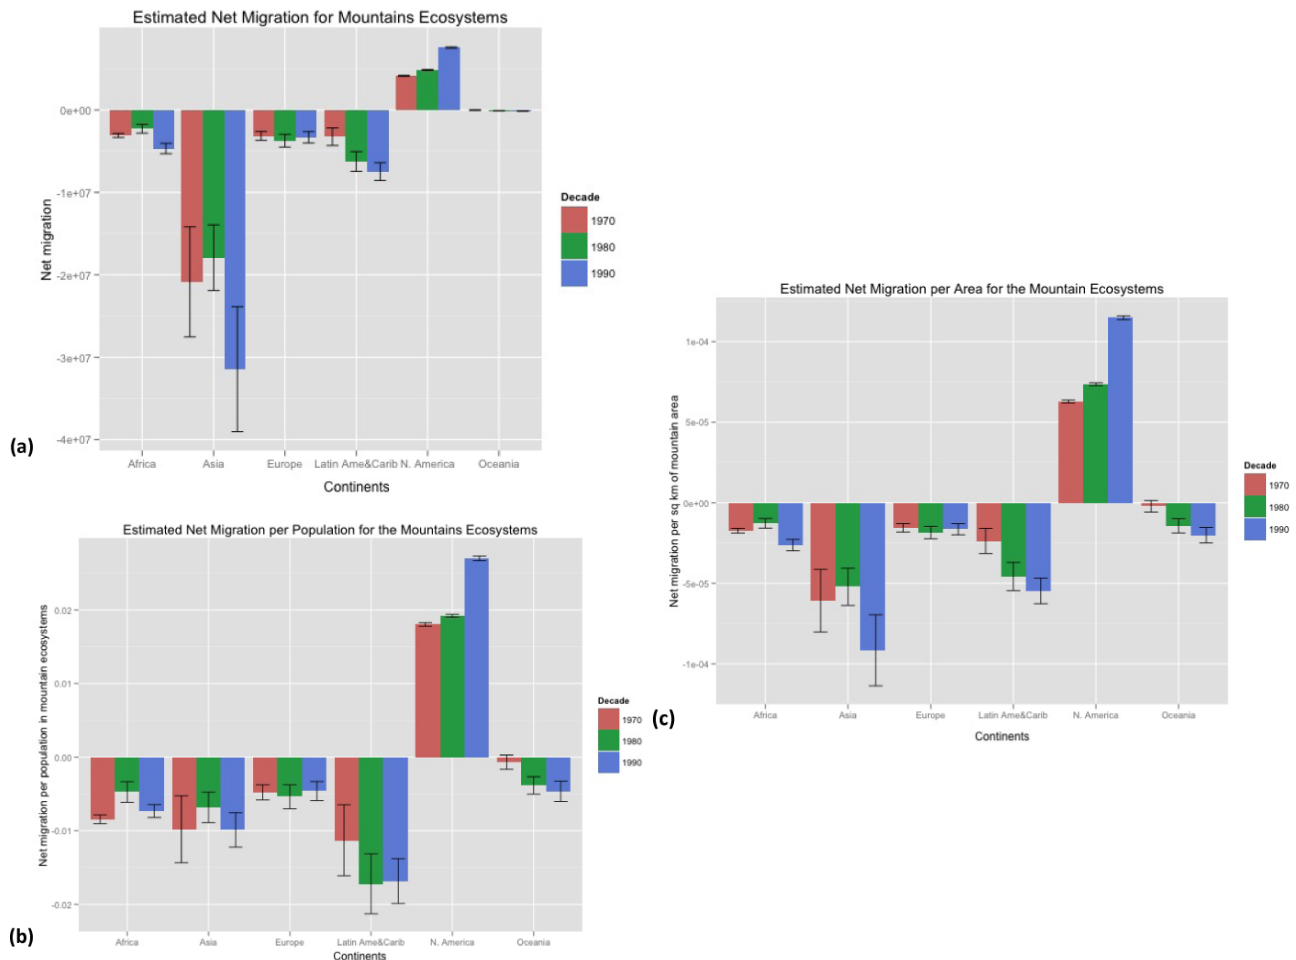 Estimated Net Migration for Mountains Ecosystems
0e+00
-1e+07
-2e+07
-3e+07
-4e+07
Net migration
Africa Asia Europe Latin Ame&Carib N. America Oceania
Continents
Decade
1970
1980
1990
(a)
Estimated Net Migration per Population for the Mountains Ecosystems
0.02
0.01
0.00
-0.01
-0.02
Net migration per population in mountain ecosystems
Africa Asia Europe Latin Ame&Carib N. America Oceania
Continents
Decade
1970
1980
1990
(b)
Estimated Net Migration per Area for the Mountain Ecosystems
1e-04
5e-05
0e+00
-5e-05
-1e-04
Net migration per sq km of mountain area
Africa Asia Europe Latin Ame&Carib N. America Oceania
Continents
Decade
1970
1980
1990
(c)